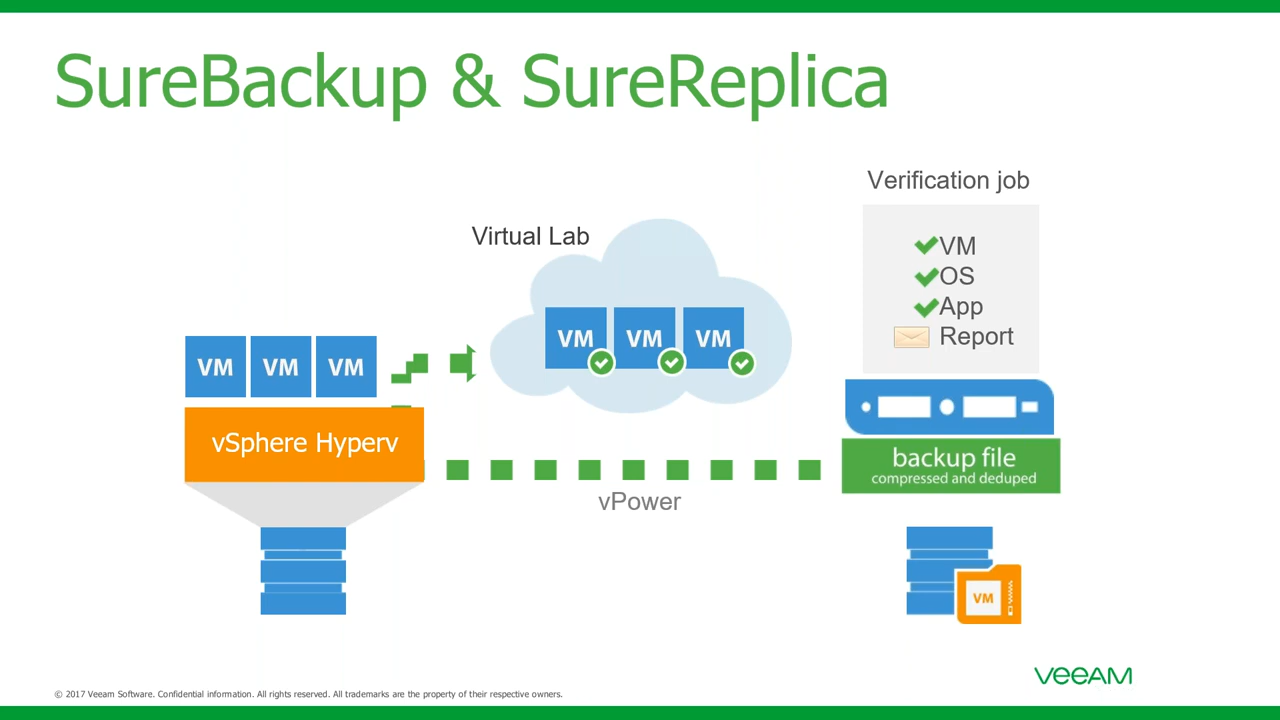 SureBackup & SureReplica
Verification job
VM
OS
App
Report
Virtual Lab
VM VM VM
VM VM VM
vSphere Hyperv
vPower
backup file
compressed and deduped
VM
veeAM
© 2017 Veeam Software. Confidential information. All rights reserved. All trademarks are the property of their respective owners.